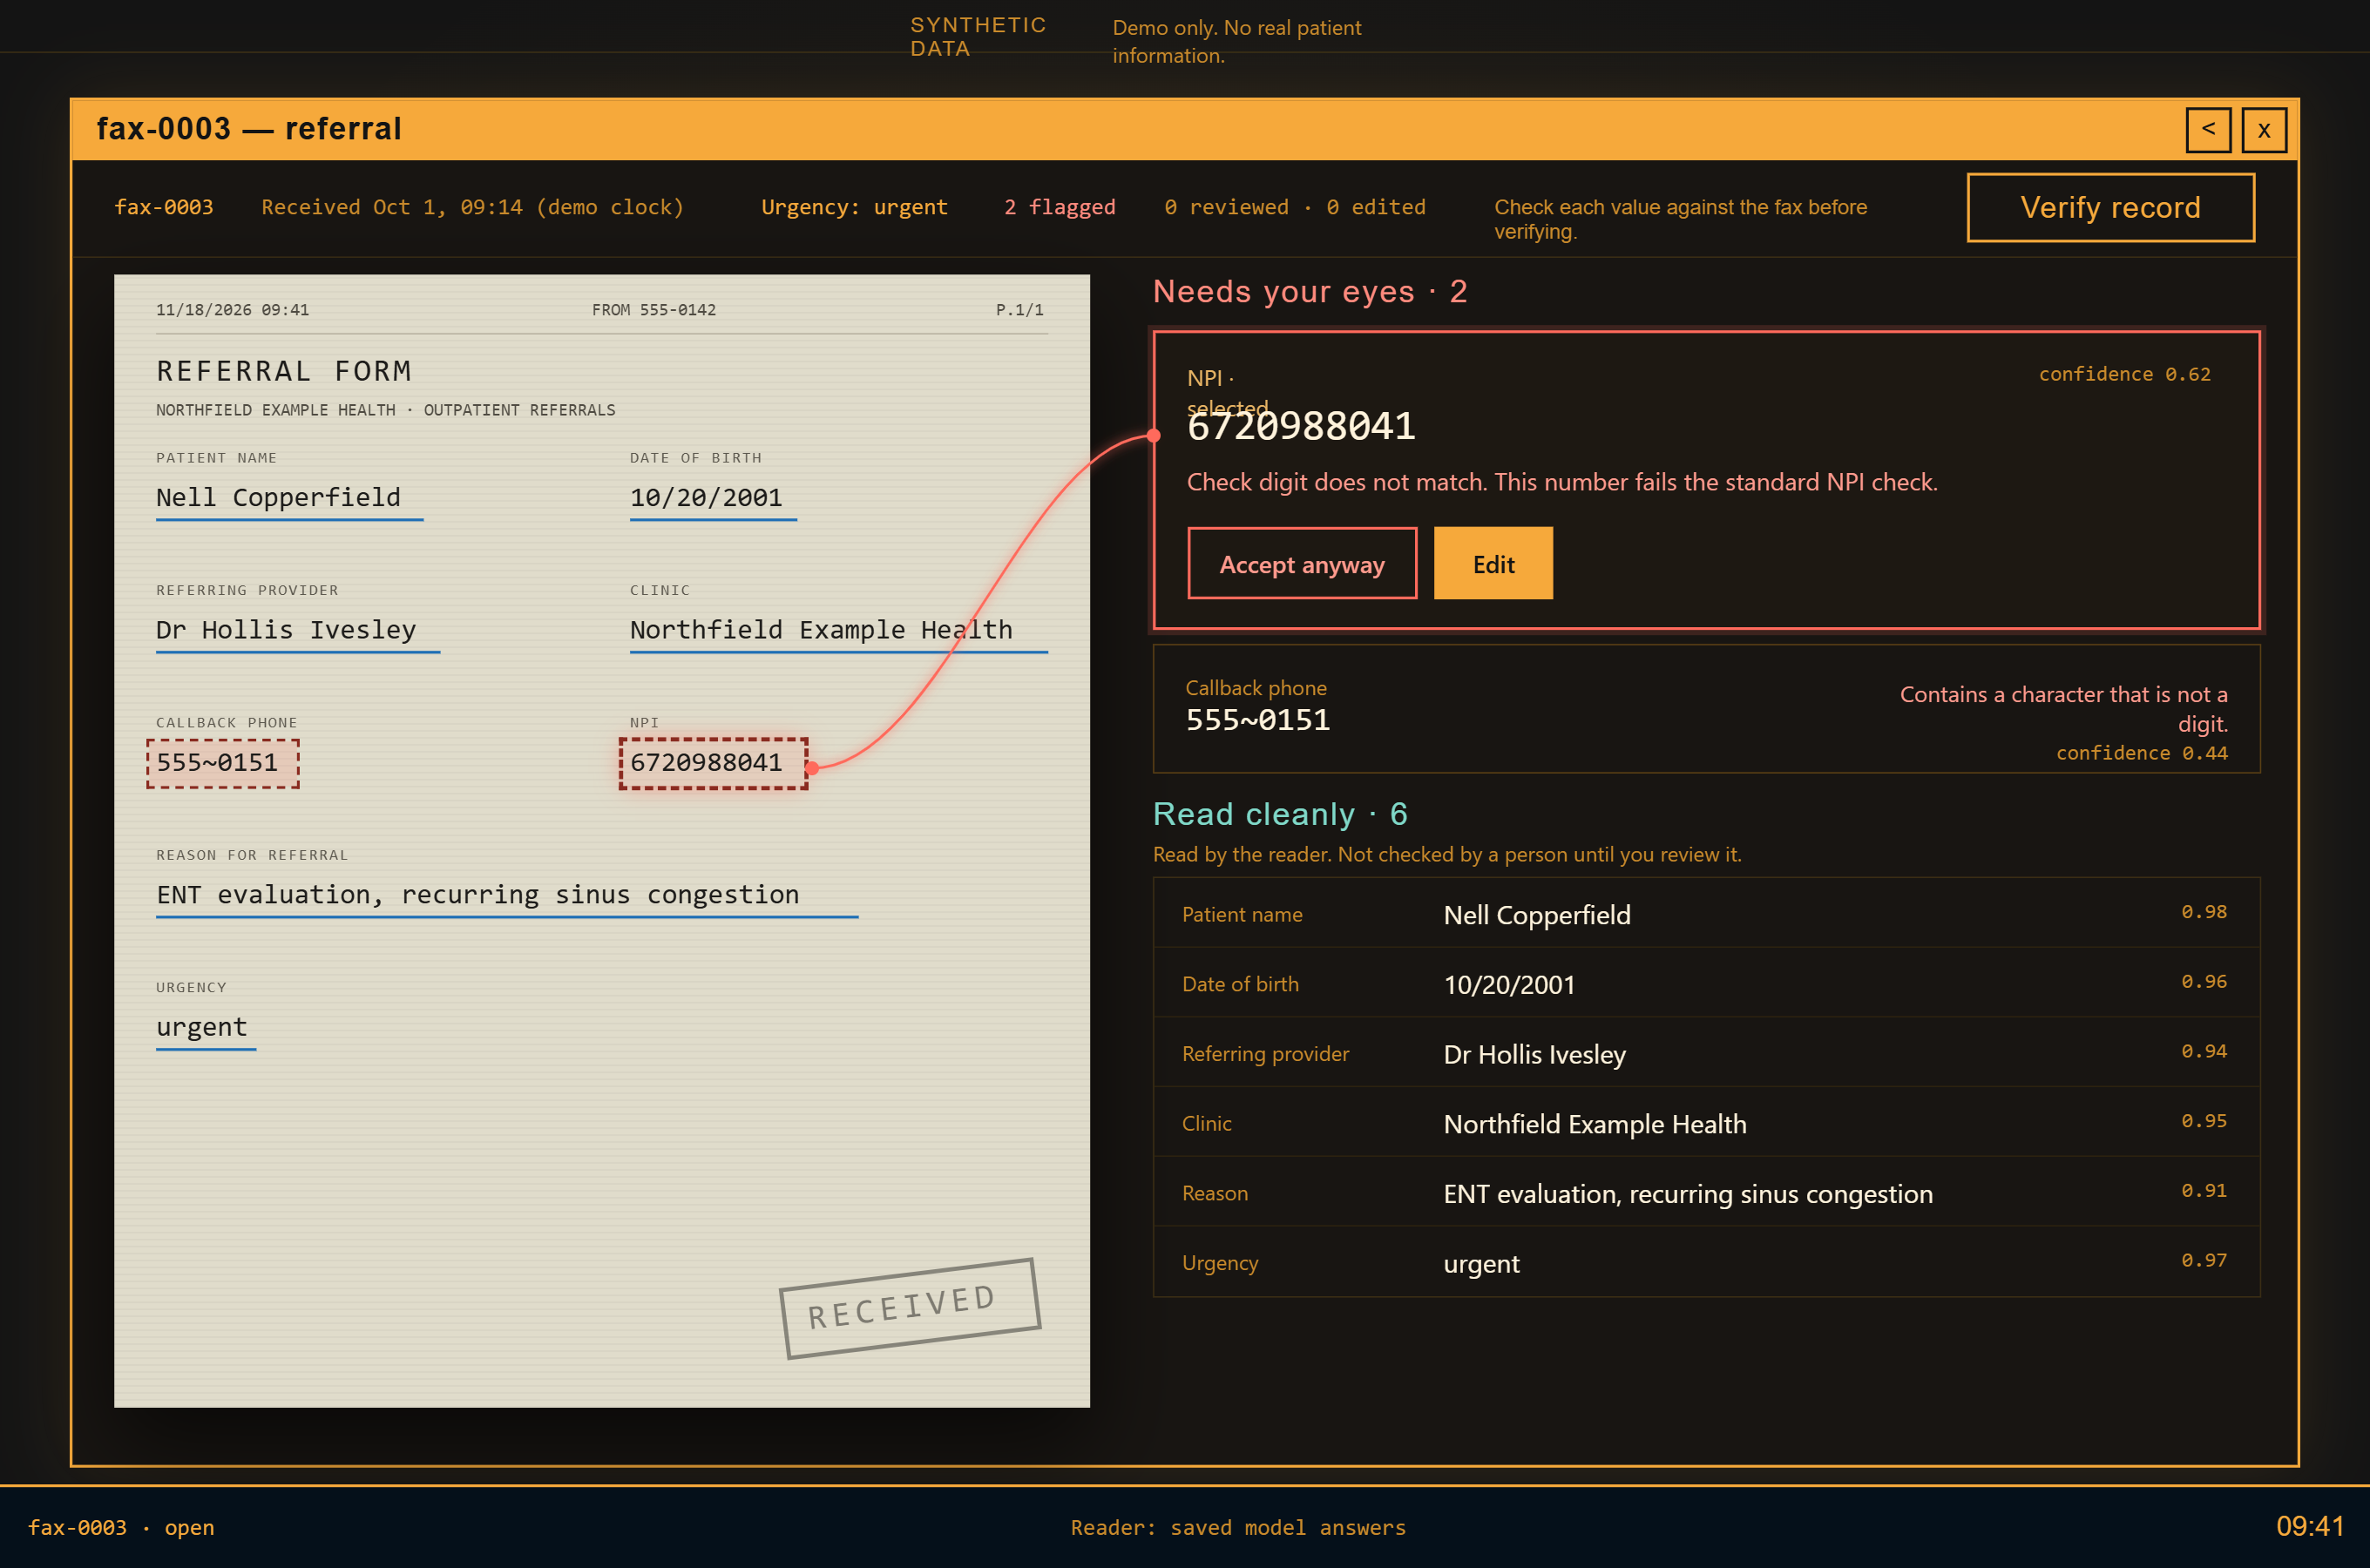 SYNTHETIC
DATA
Demo only. No real patient
information.
fax-0003 — referral
<
x
fax-0003
Received Oct 1, 09:14 (demo clock)
Urgency: urgent
2 flagged
0 reviewed · 0 edited
Check each value against the fax before
verifying.
Verify record
11/18/2026 09:41
FROM 555-0142
P.1/1
REFERRAL FORM
NORTHFIELD EXAMPLE HEALTH · OUTPATIENT REFERRALS
PATIENT NAME
Nell Copperfield
DATE OF BIRTH
10/20/2001
REFERRING PROVIDER
Dr Hollis Ivesley
CLINIC
Northfield Example Health
CALLBACK PHONE
555~0151
NPI
6720988041
REASON FOR REFERRAL
ENT evaluation, recurring sinus congestion
URGENCY
urgent
RECEIVED
Needs your eyes · 2
NPI ·
selected
confidence 0.62
6720988041
Check digit does not match. This number fails the standard NPI check.
Accept anyway
Edit
Callback phone
555~0151
Contains a character that is not a
digit.
confidence 0.44
Read cleanly · 6
Read by the reader. Not checked by a person until you review it.
Patient name
Nell Copperfield
0.98
Date of birth
10/20/2001
0.96
Referring provider
Dr Hollis Ivesley
0.94
Clinic
Northfield Example Health
0.95
Reason
ENT evaluation, recurring sinus congestion
0.91
Urgency
urgent
0.97
fax-0003 · open
Reader: saved model answers
09:41